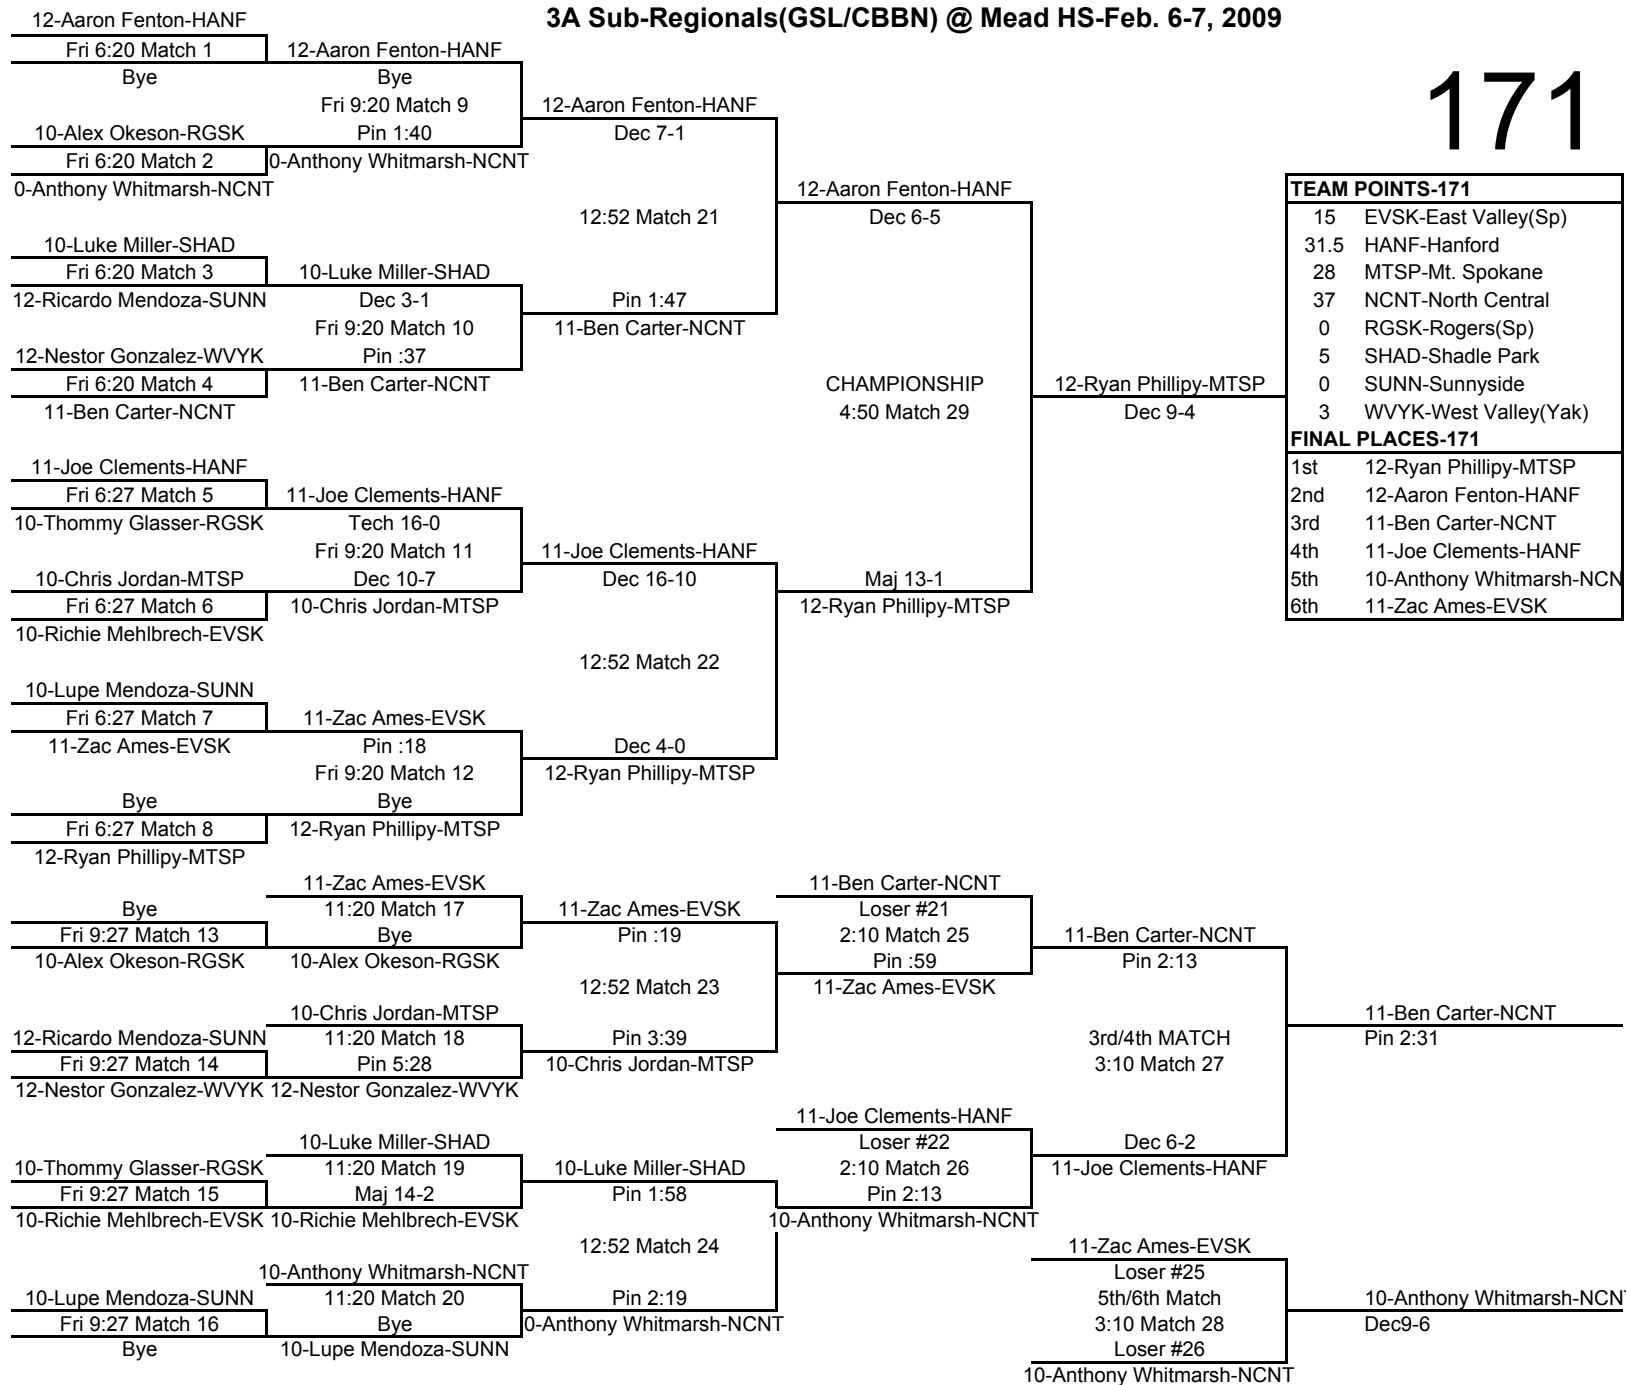 3A Sub-Regionals(GSL/CBBN) @ Mead HS-Feb. 6-7, 2009
171
12-Aaron Fenton-HANF
Fri 6:20 Match 1
Bye
10-Alex Okeson-RGSK
Fri 6:20 Match 2
0-Anthony Whitmarsh-NCNT
10-Luke Miller-SHAD
Fri 6:20 Match 3
12-Ricardo Mendoza-SUNN
12-Nestor Gonzalez-WVYK
Fri 6:20 Match 4
11-Ben Carter-NCNT
11-Joe Clements-HANF
Fri 6:27 Match 5
10-Thommy Glasser-RGSK
10-Chris Jordan-MTSP
Fri 6:27 Match 6
10-Richie Mehlbrech-EVSK
10-Lupe Mendoza-SUNN
Fri 6:27 Match 7
11-Zac Ames-EVSK
Bye
Fri 6:27 Match 8
12-Ryan Phillipy-MTSP
12-Aaron Fenton-HANF
Bye
Fri 9:20 Match 9
Pin 1:40
0-Anthony Whitmarsh-NCNT
10-Luke Miller-SHAD
Dec 3-1
Fri 9:20 Match 10
Pin :37
11-Ben Carter-NCNT
11-Joe Clements-HANF
Tech 16-0
Fri 9:20 Match 11
Dec 10-7
10-Chris Jordan-MTSP
11-Zac Ames-EVSK
Pin :18
Fri 9:20 Match 12
Bye
12-Ryan Phillipy-MTSP
12-Aaron Fenton-HANF
Dec 7-1
12:52 Match 21
Pin 1:47
11-Ben Carter-NCNT
11-Joe Clements-HANF
Dec 16-10
12:52 Match 22
Dec 4-0
12-Ryan Phillipy-MTSP
12-Aaron Fenton-HANF
Dec 6-5
CHAMPIONSHIP
4:50 Match 29
Maj 13-1
12-Ryan Phillipy-MTSP
12-Ryan Phillipy-MTSP
Dec 9-4
TEAM POINTS-171
15 EVSK-East Valley(Sp)
31.5 HANF-Hanford
28 MTSP-Mt. Spokane
37 NCNT-North Central
0 RGSK-Rogers(Sp)
5 SHAD-Shadle Park
0 SUNN-Sunnyside
3 WVYK-West Valley(Yak)
FINAL PLACES-171
1st 12-Ryan Phillipy-MTSP
2nd 12-Aaron Fenton-HANF
3rd 11-Ben Carter-NCNT
4th 11-Joe Clements-HANF
5th 10-Anthony Whitmarsh-NCN
6th 11-Zac Ames-EVSK
Bye
Fri 9:27 Match 13
10-Alex Okeson-RGSK
12-Ricardo Mendoza-SUNN
Fri 9:27 Match 14
12-Nestor Gonzalez-WVYK
10-Thommy Glasser-RGSK
Fri 9:27 Match 15
10-Richie Mehlbrech-EVSK
10-Lupe Mendoza-SUNN
Fri 9:27 Match 16
Bye
11-Zac Ames-EVSK
11:20 Match 17
Bye
10-Alex Okeson-RGSK
10-Chris Jordan-MTSP
11:20 Match 18
Pin 5:28
12-Nestor Gonzalez-WVYK
10-Luke Miller-SHAD
11:20 Match 19
Maj 14-2
10-Richie Mehlbrech-EVSK
10-Anthony Whitmarsh-NCNT
11:20 Match 20
Bye
10-Lupe Mendoza-SUNN
11-Zac Ames-EVSK
Pin :19
12:52 Match 23
Pin 3:39
10-Chris Jordan-MTSP
10-Luke Miller-SHAD
Pin 1:58
12:52 Match 24
Pin 2:19
0-Anthony Whitmarsh-NCNT
11-Ben Carter-NCNT
Loser #21
2:10 Match 25
Pin :59
11-Zac Ames-EVSK
11-Joe Clements-HANF
Loser #22
2:10 Match 26
Pin 2:13
10-Anthony Whitmarsh-NCNT
11-Ben Carter-NCNT
Pin 2:13
3rd/4th MATCH
3:10 Match 27
Dec 6-2
11-Joe Clements-HANF
11-Ben Carter-NCNT
Pin 2:31
11-Zac Ames-EVSK
Loser #25
5th/6th Match
3:10 Match 28
Loser #26
10-Anthony Whitmarsh-NCNT
10-Anthony Whitmarsh-NCNT
Dec9-6